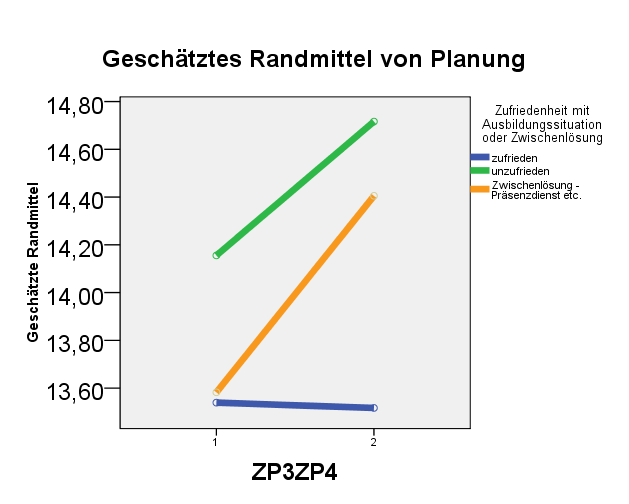 Geschätztes Randmittel von Planung
Geschätzte Randmittel
14,80
14,60
14,40
14,20
14,00
13,80
13,60
1
2
ZP3ZP4
Zufriedenheit mit
Ausbildungssituation
oder Zwischenlösung
zufrieden
unzufrieden
Zwischenlösung -
Präsenzdienst etc.